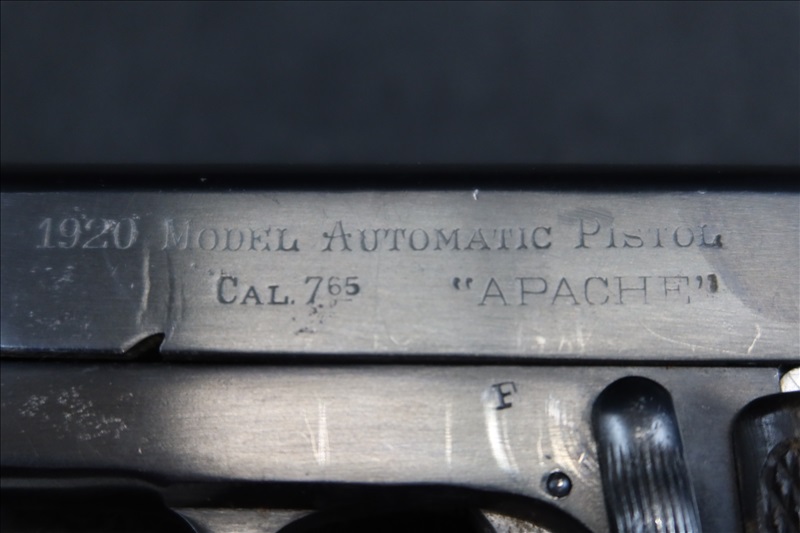 1920 MODEL AUTOMATIC PISTOL
CAL. 765 "APACHE"
F